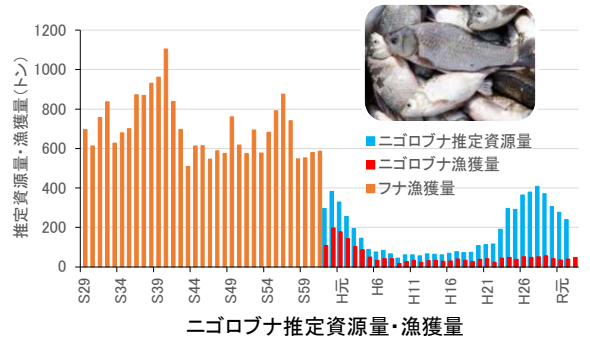 1200
1000
800
600
400
200
0
推定資源量・漁獲量（トン）
ニゴロブナ推定資源量
ニゴロブナ漁獲量
フナ漁獲量
S29
S34
S39
S44
S49
S54
S59
H元
H6
H11
H16
H21
H26
R元
ニゴロブナ推定資源量・漁獲量